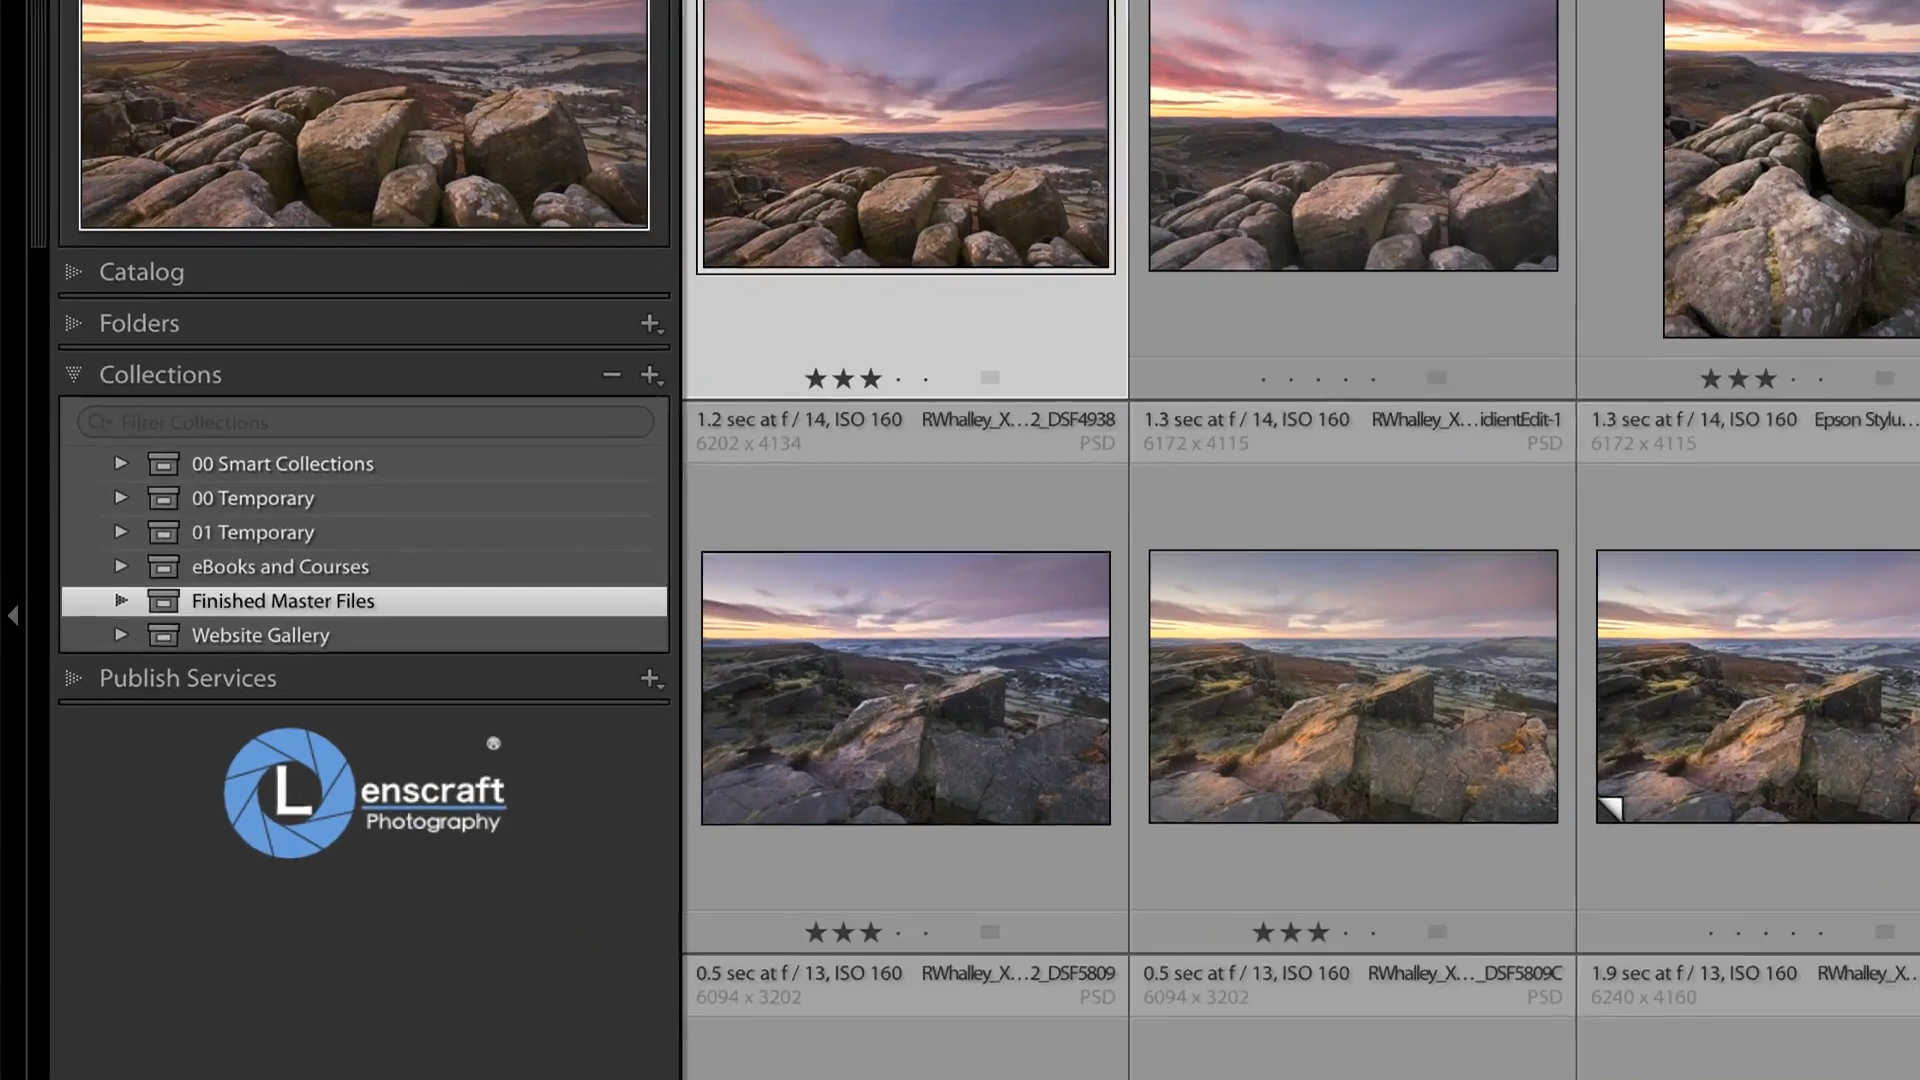 Catalog
Folders
Collections
Filter Collections
00 Smart Collections
00 Temporary
01 Temporary
eBooks and Courses
Finished Master Files
Website Gallery
Publish Services
Lenscraft ®
Photography
1.2 sec at f / 14, ISO 160 RWhalley_X...2_DSF4938
6202 x 4134 PSD
1.3 sec at f / 14, ISO 160 RWhalley_X...idientEdit-1
6172 x 4115 PSD
1.3 sec at f / 14, ISO 160 Epson Stylu...
6172 x 4115
0.5 sec at f / 13, ISO 160 RWhalley_X...2_DSF5809
6094 x 3202 PSD
0.5 sec at f / 13, ISO 160 RWhalley_X..._DSF5809C
6094 x 3202 PSD
1.9 sec at f / 13, ISO 160 RWhalley_X...
6240 x 4160